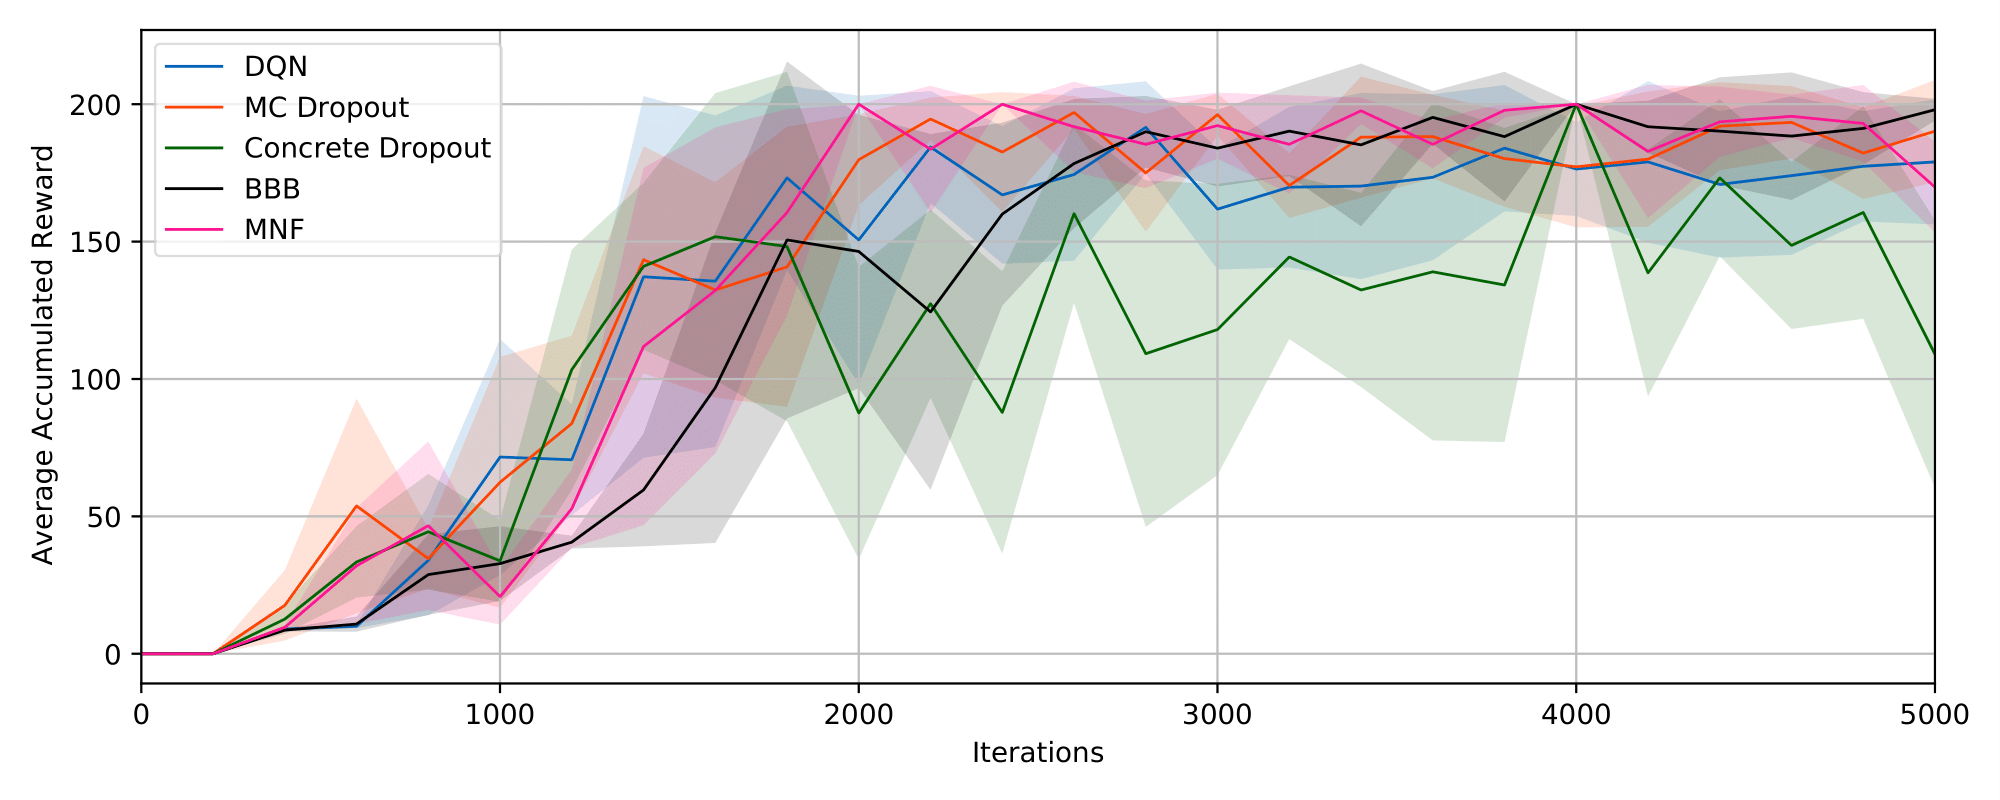 DQN
MC Dropout
Concrete Dropout
BBB
MNF
Average Accumulated Reward
200
150
100
50
0
0 1000 2000 3000 4000 5000
Iterations